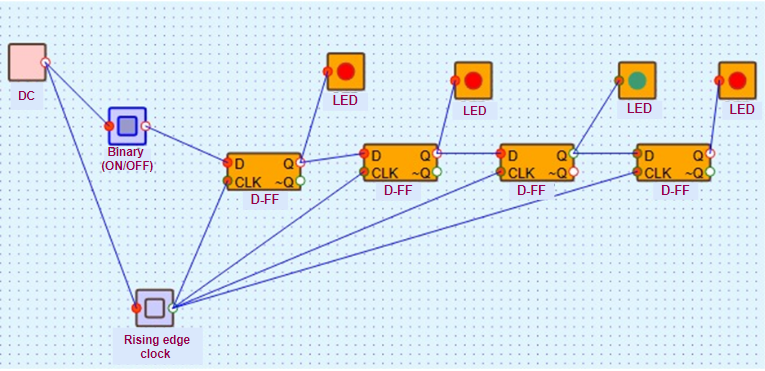 LED
LED
LED
LED
DC
Binary
(ON/OFF)
D Q
CLK ~Q
D-FF
D Q
CLK ~Q
D-FF
D Q
CLK ~Q
D-FF
D Q
CLK ~Q
D-FF
Rising edge
clock